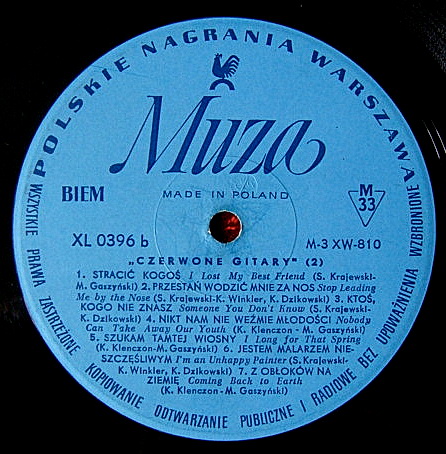 POLSKIE NAGRANIA WARSZAWA
Muza
BIEM
MADE IN POLAND
M
33
XL 0396 b
M-3 XW-810
„CZERWONE GITARY" (2)
1. STRACIĆ KOGOŚ I Lost My Best Friend (S. Krajewski-
M. Gaszyński) 2. PRZESTAŃ WODZIĆ MNIE ZA NOS Stop Leading
Me by the Nose (S. Krajewski-K. Winkler, K. Dzikowski) 3. KTOŚ,
KOGO NIE ZNASZ Someone You Don't Know (S. Krajewski-
K. Dzikowski) 4. NIKT NAM NIE WEŹMIE MŁODOŚCI Nobody
Can Take Away Our Youth (K. Klenczon - M. Gaszyński)
5. SZUKAM TAMTEJ WIOSNY I Long for That Spring
(K. Klenczon-M. Gaszyński) 6. JESTEM MALARZEM NIE-
SZCZĘŚLIWYM I'm an Unhappy Painter (S. Krajewski-
K. Winkler, K. Dzikowski) 7. Z OBŁOKÓW NA
ZIEMIĘ Coming Back to Earth
(K. Klenczon-M. Gaszyński)
WSZYSTKIE PRAWA ZASTRZEŻONE KOPIOWANIE ODTWARZANIE PUBLICZNE I RADIOWE BEZ UPOWAŻNIENIA WZBRONIONE